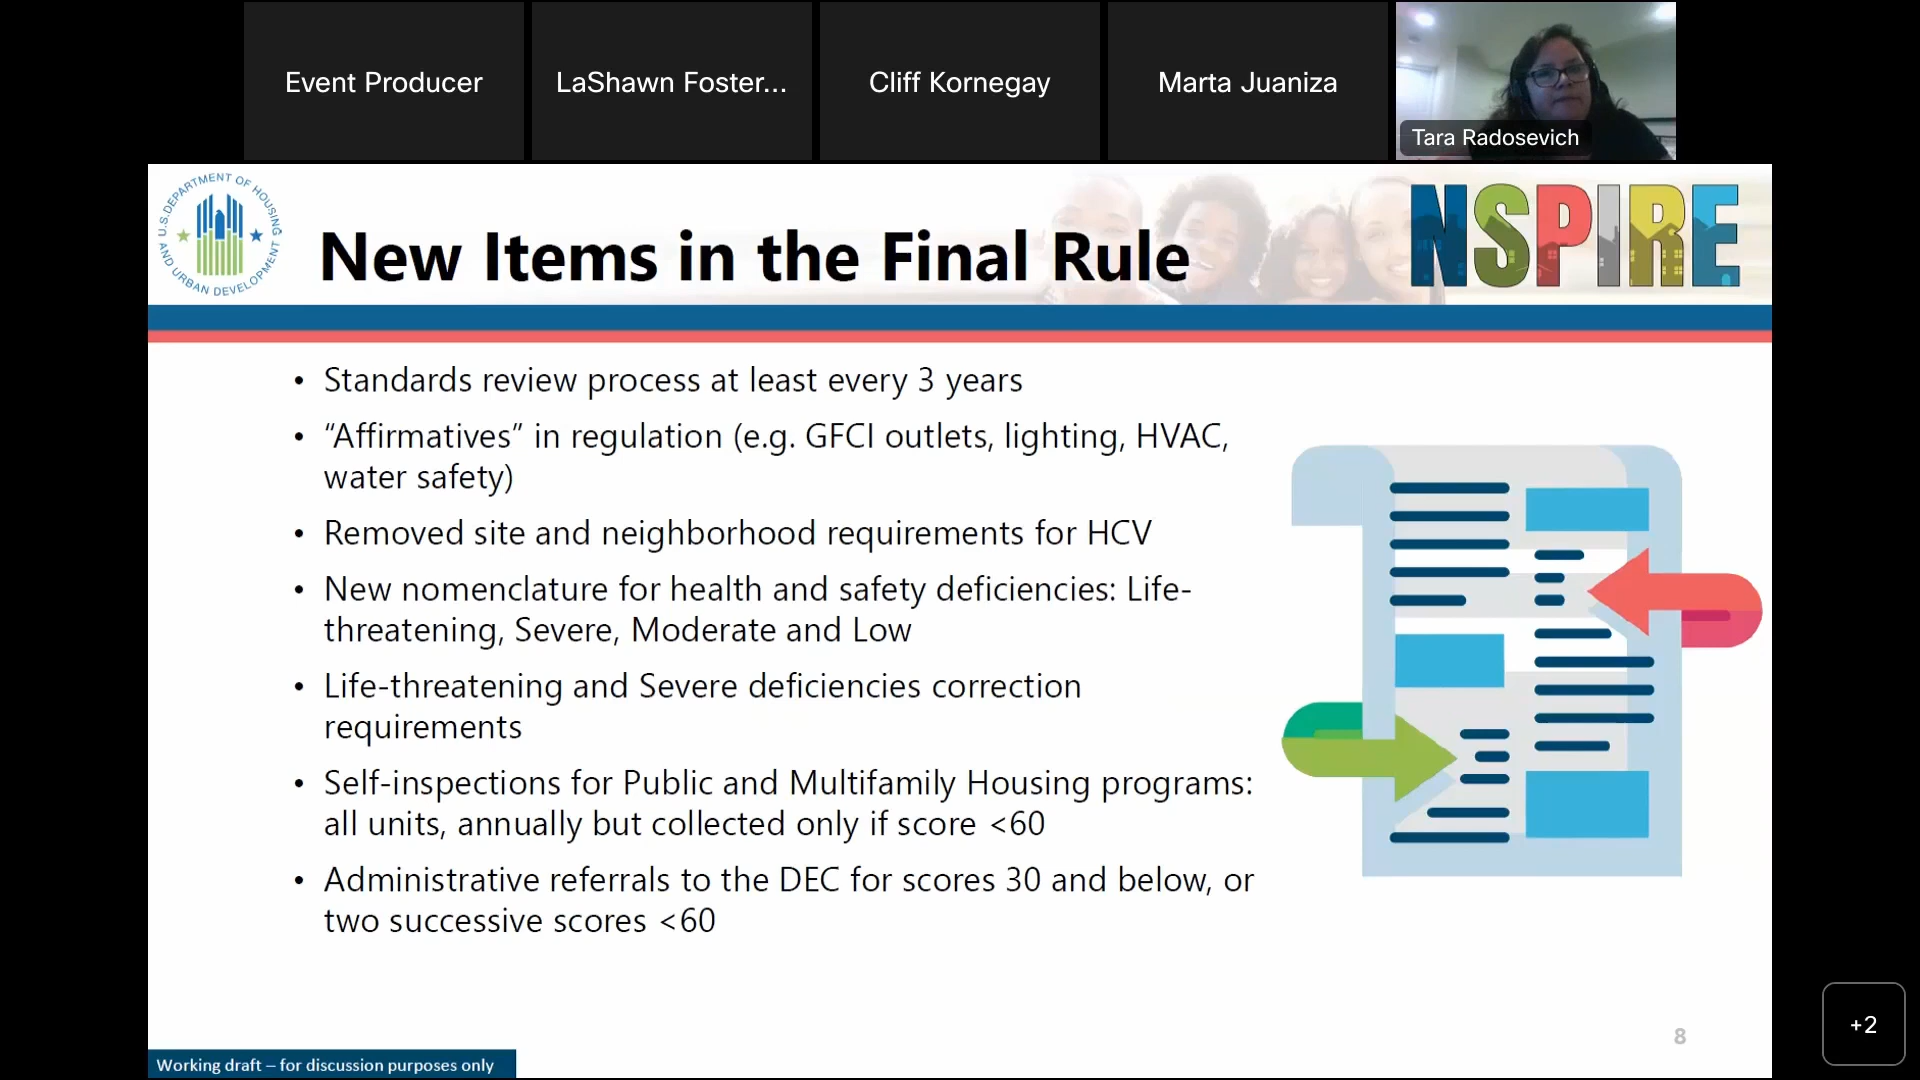 Event Producer
LaShawn Foster...
Cliff Kornegay
Marta Juaniza
Tara Radosevich
U.S.DEPARTMENT OF HOUSING
AND URBAN DEVELOPMENT
New Items in the Final Rule
NSPIRE
• Standards review process at least every 3 years
• “Affirmatives” in regulation (e.g. GFCI outlets, lighting, HVAC,
water safety)
• Removed site and neighborhood requirements for HCV
• New nomenclature for health and safety deficiencies: Life-
threatening, Severe, Moderate and Low
• Life-threatening and Severe deficiencies correction
requirements
• Self-inspections for Public and Multifamily Housing programs:
all units, annually but collected only if score <60
• Administrative referrals to the DEC for scores 30 and below, or
two successive scores <60
8
+2
Working draft – for discussion purposes only